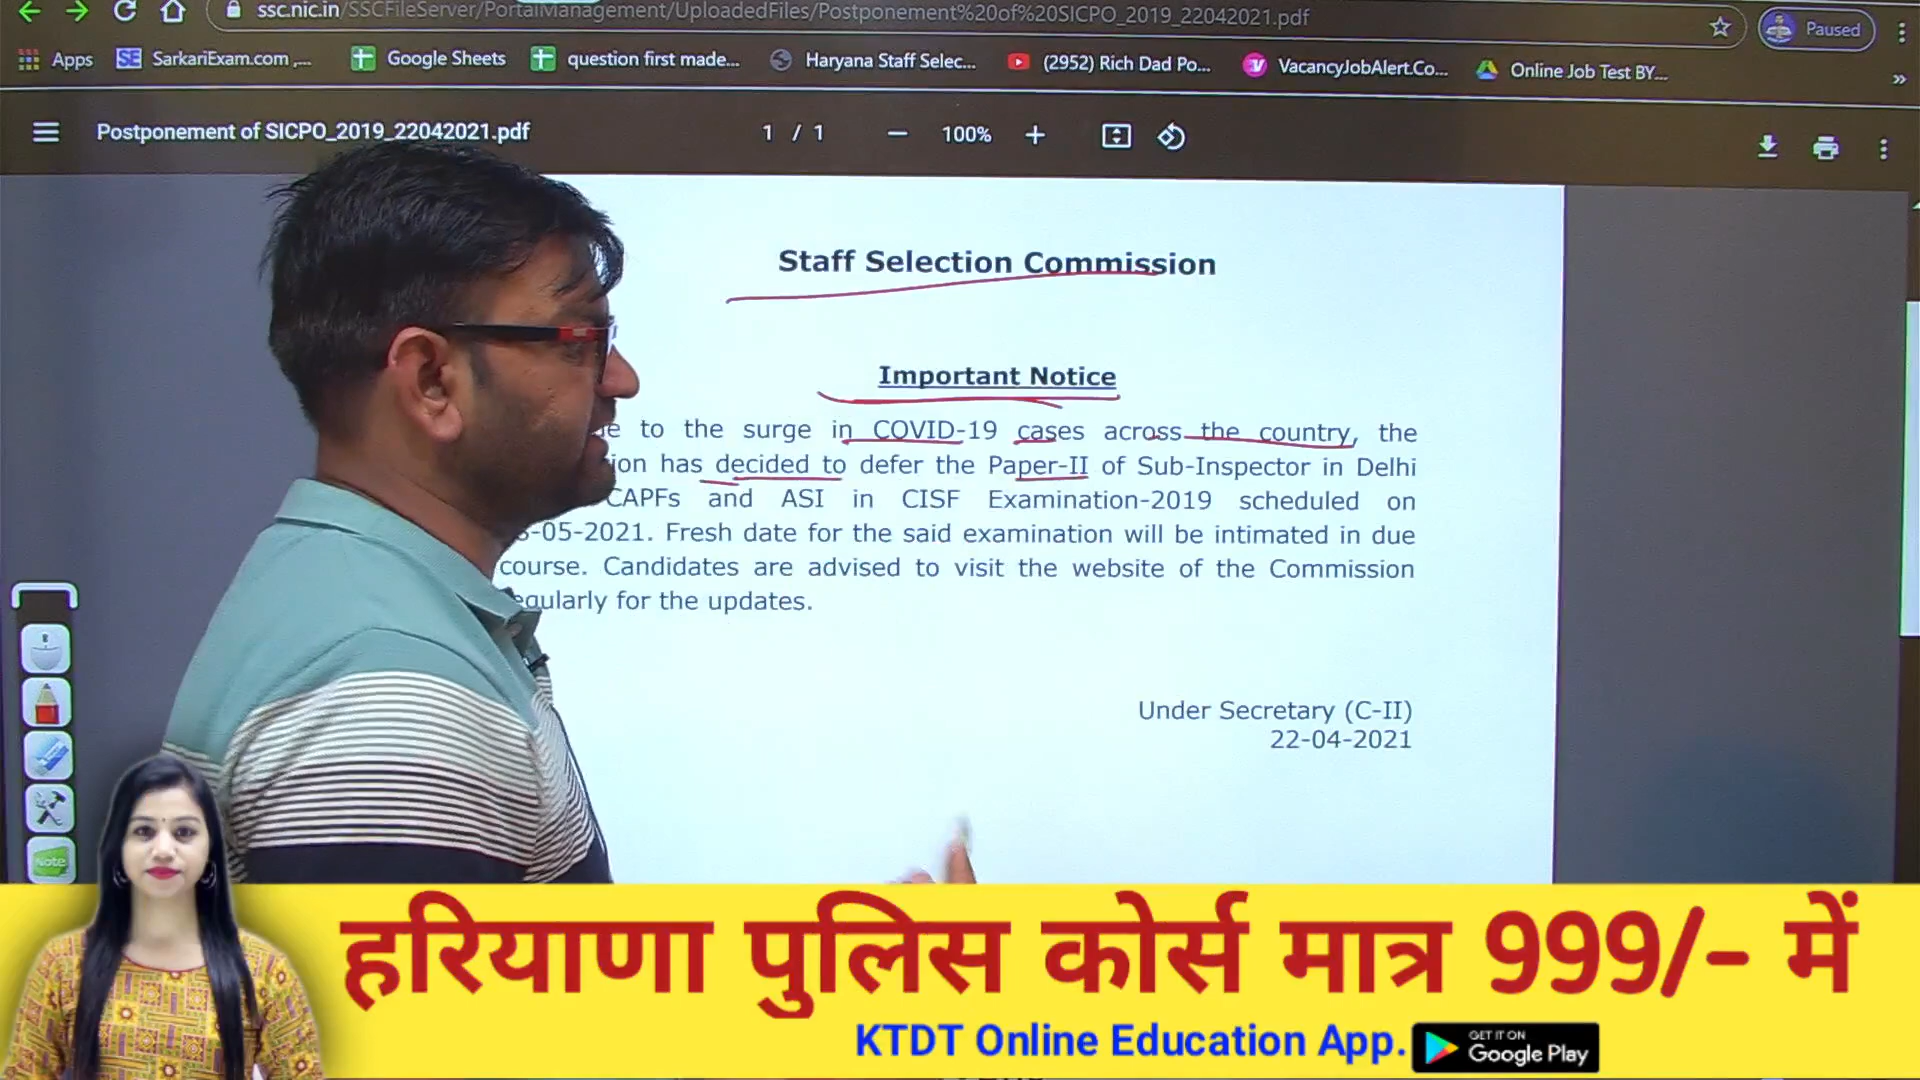 ssc.nic.in/SSCFileServer/PortalManagement/UploadedFiles/Postponement%20of%20SICPO_2019_22042021.pdf
Paused
Apps
SE SarkariExam.com ,...
Google Sheets
question first made...
Haryana Staff Selec...
(2952) Rich Dad Po...
VacancyJobAlert.Co...
Online Job Test BY...
»
Postponement of SICPO_2019_22042021.pdf
1 / 1
— 100% +
Staff Selection Commission
Important Notice
to the surge in COVID-19 cases across the country, the
has decided to defer the Paper-II of Sub-Inspector in Delhi
CAPFs and ASI in CISF Examination-2019 scheduled on
-05-2021. Fresh date for the said examination will be intimated in due
course. Candidates are advised to visit the website of the Commission
egularly for the updates.
Under Secretary (C-II)
22-04-2021
Note
हरियाणा पुलिस कोर्स मात्र 999/- में
KTDT Online Education App.
GET IT ON
Google Play